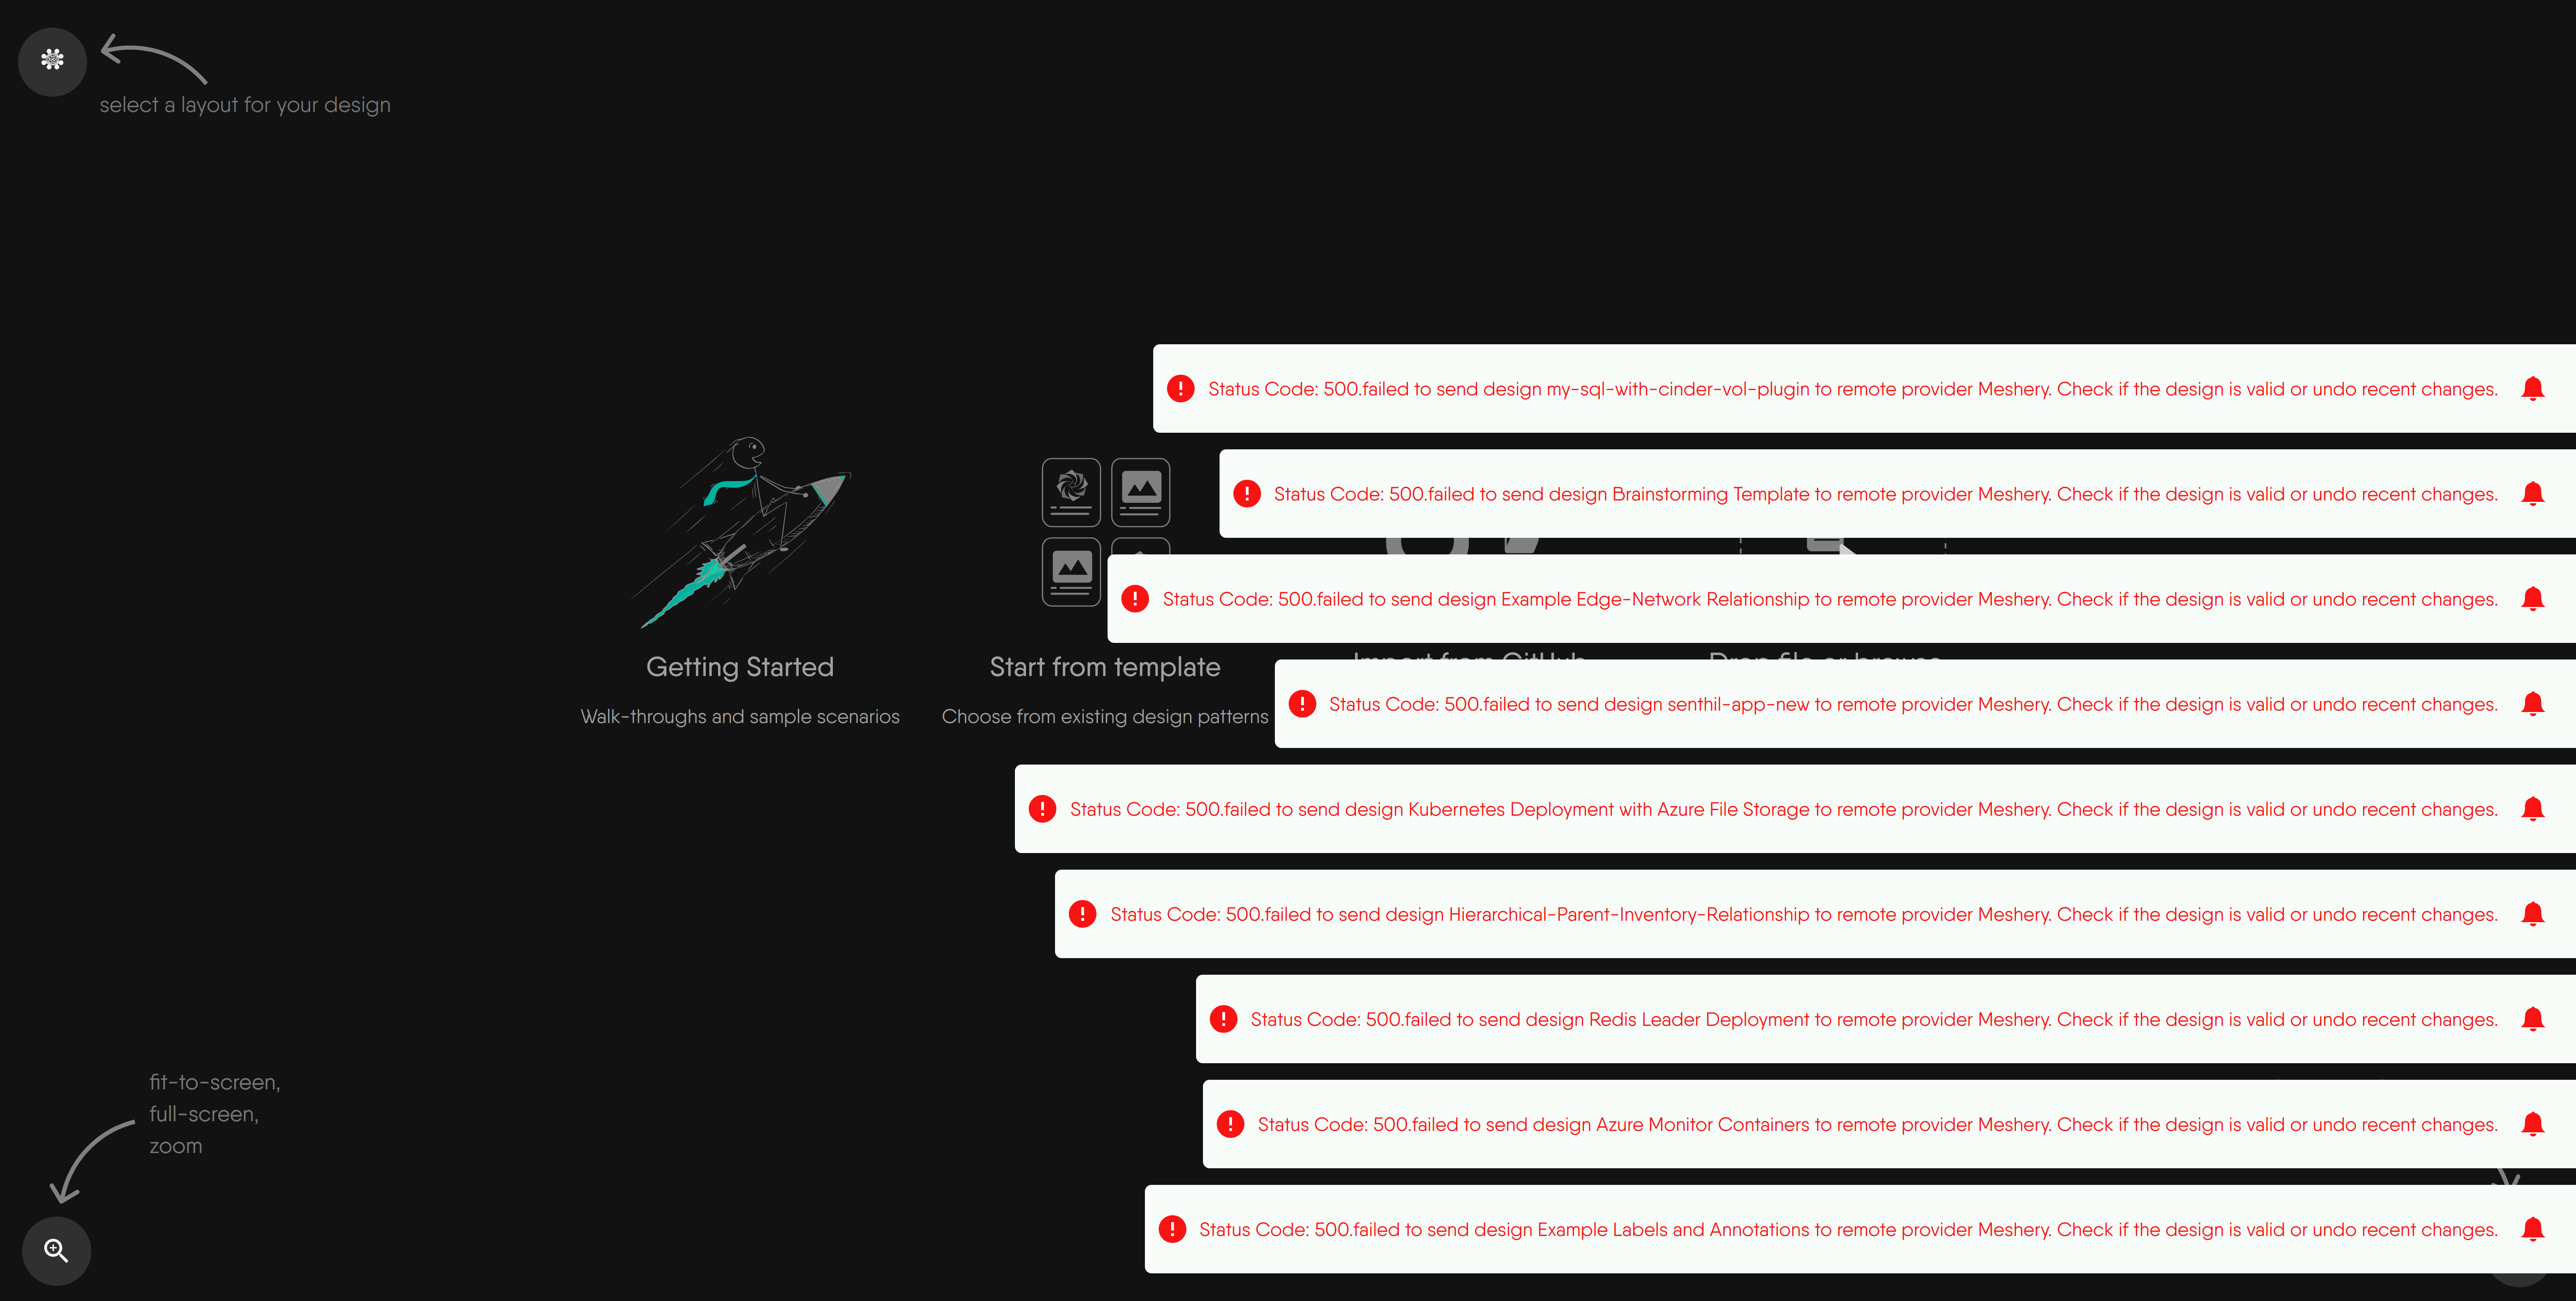 select a layout for your design
Status Code: 500.failed to send design my-sql-with-cinder-vol-plugin to remote provider Meshery. Check if the design is valid or undo recent changes.
Status Code: 500.failed to send design Brainstorming Template to remote provider Meshery. Check if the design is valid or undo recent changes.
Status Code: 500.failed to send design Example Edge-Network Relationship to remote provider Meshery. Check if the design is valid or undo recent changes.
Getting Started
Start from template
Import from GitHub
Drop file or browse
Status Code: 500.failed to send design senthil-app-new to remote provider Meshery. Check if the design is valid or undo recent changes.
Walk-throughs and sample scenarios
Choose from existing design patterns
Status Code: 500.failed to send design Kubernetes Deployment with Azure File Storage to remote provider Meshery. Check if the design is valid or undo recent changes.
Status Code: 500.failed to send design Hierarchical-Parent-Inventory-Relationship to remote provider Meshery. Check if the design is valid or undo recent changes.
Status Code: 500.failed to send design Redis Leader Deployment to remote provider Meshery. Check if the design is valid or undo recent changes.
Status Code: 500.failed to send design Azure Monitor Containers to remote provider Meshery. Check if the design is valid or undo recent changes.
Status Code: 500.failed to send design Example Labels and Annotations to remote provider Meshery. Check if the design is valid or undo recent changes.
fit-to-screen,
full-screen,
zoom